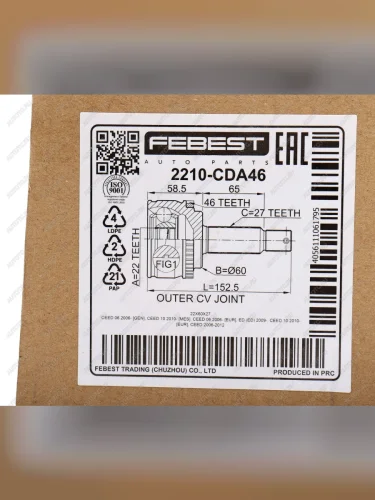 FEBEST
AUTO PARTS
EAC
2210-CDA46
ISO
9001
58.5
65
46 TEETH
C=27 TEETH
A=22 TEETH
FIG1
B=Ø60
L=152.5
OUTER CV JOINT
4
LDPE
2
HDPE
21
PAP
4056111061795
22X60X27
FEBEST TRADING (CHUZHOU) CO., LTD
PRODUCED IN PRC